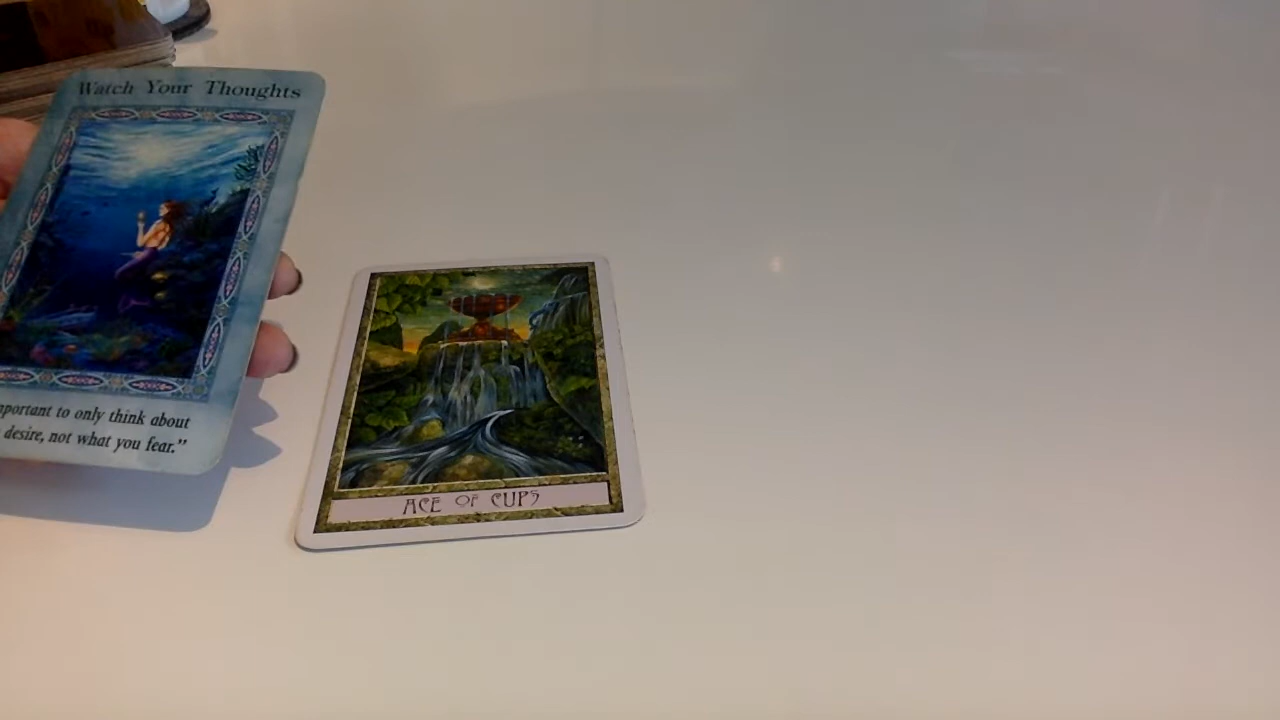 Watch Your Thoughts
portant to only think about
desire, not what you fear."
ACE OF CUPS